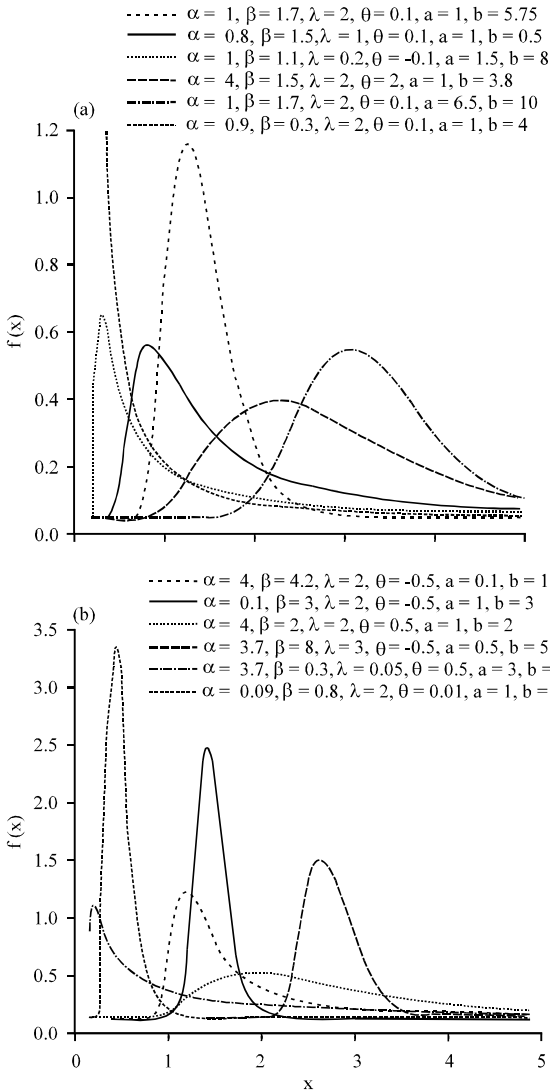 α = 1, β = 1.7, λ = 2, θ = 0.1, a = 1, b = 5.75
α = 0.8, β = 1.5, λ = 1, θ = 0.1, a = 1, b = 0.5
α = 1, β = 1.1, λ = 0.2, θ = -0.1, a = 1.5, b = 8
α = 4, β = 1.5, λ = 2, θ = 2, a = 1, b = 3.8
α = 1, β = 1.7, λ = 2, θ = 0.1, a = 6.5, b = 10
α = 0.9, β = 0.3, λ = 2, θ = 0.1, a = 1, b = 4
(a)
1.2
1.0
0.8
0.6
0.4
0.2
0.0
f (x)
α = 4, β = 4.2, λ = 2, θ = -0.5, a = 0.1, b = 1
α = 0.1, β = 3, λ = 2, θ = -0.5, a = 1, b = 3
α = 4, β = 2, λ = 2, θ = 0.5, a = 1, b = 2
α = 3.7, β = 8, λ = 3, θ = -0.5, a = 0.5, b = 5
α = 3.7, β = 0.3, λ = 0.05, θ = 0.5, a = 3, b =
α = 0.09, β = 0.8, λ = 2, θ = 0.01, a = 1, b =
(b)
3.5
3.0
2.5
2.0
1.5
1.0
0.5
0.0
f (x)
0 1 2 3 4 5
x